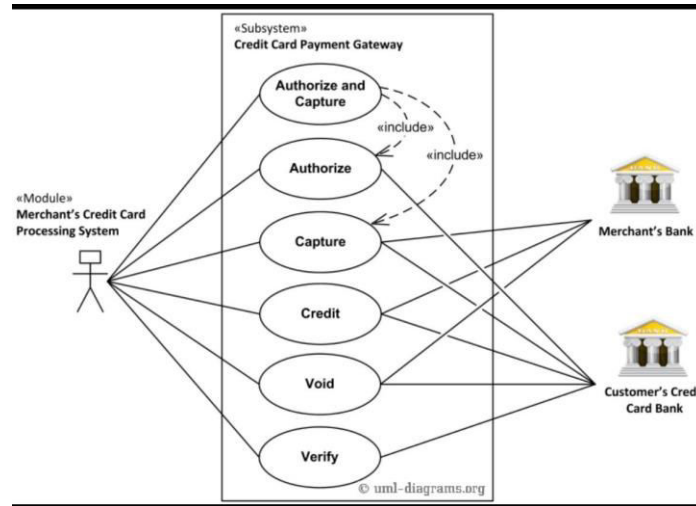 «Subsystem»
Credit Card Payment Gateway
Authorize and
Capture
«include»
«include»
Authorize
«Module»
Merchant's Credit Card
Processing System
Capture
Merchant's Bank
Credit
Void
Customer's Cred
Card Bank
Verify
© uml-diagrams.org